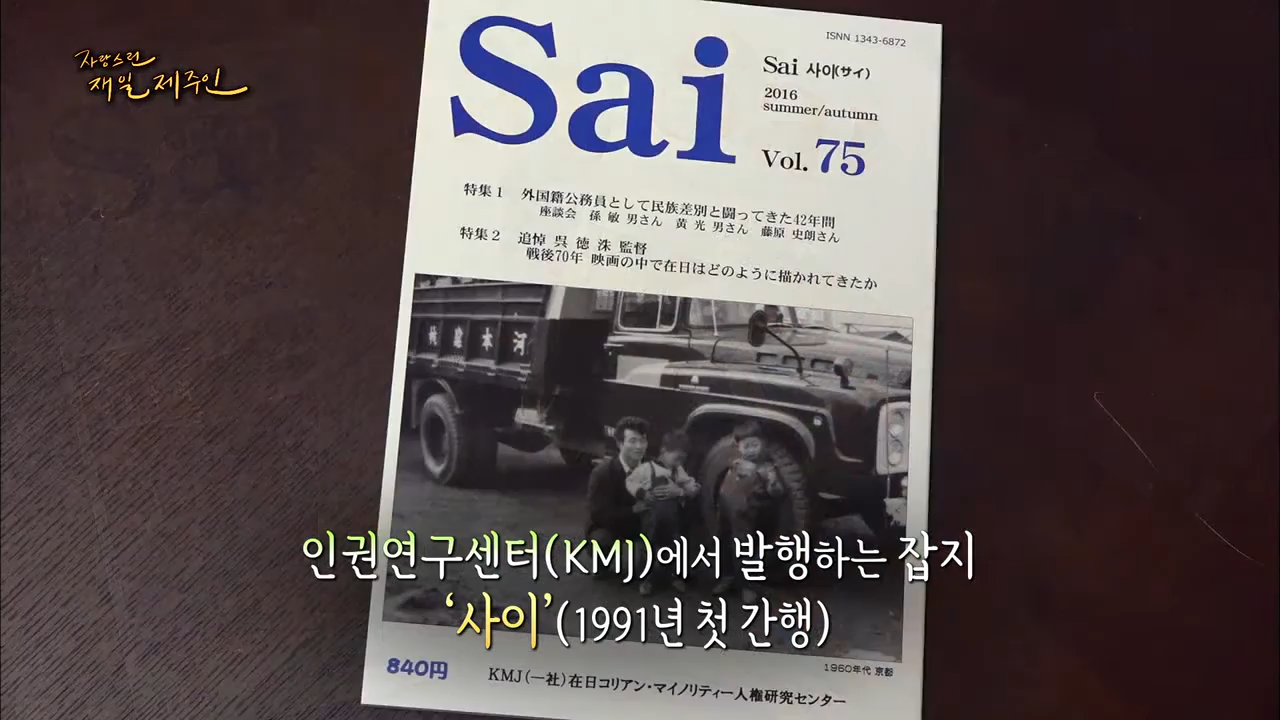 자랑스런
재일 제주인
ISNN 1343-6872
Sai
Sai 사이(サイ)
2016
summer/autumn
Vol. 75
特集1 外国籍公務員として民族差別と闘ってきた42年間
座談会 孫 敏 男さん 黄 光 男さん 藤原 史朗さん
特集2 追悼 呉 徳 洙 監督
戦後70年 映画の中で在日はどのように描かれてきたか
本 河
인권연구센터(KMJ)에서 발행하는 잡지
‘사이’(1991년 첫 간행)
840円
1960年代 京都
KMJ(一社)在日コリアン・マイノリティー人権研究センター